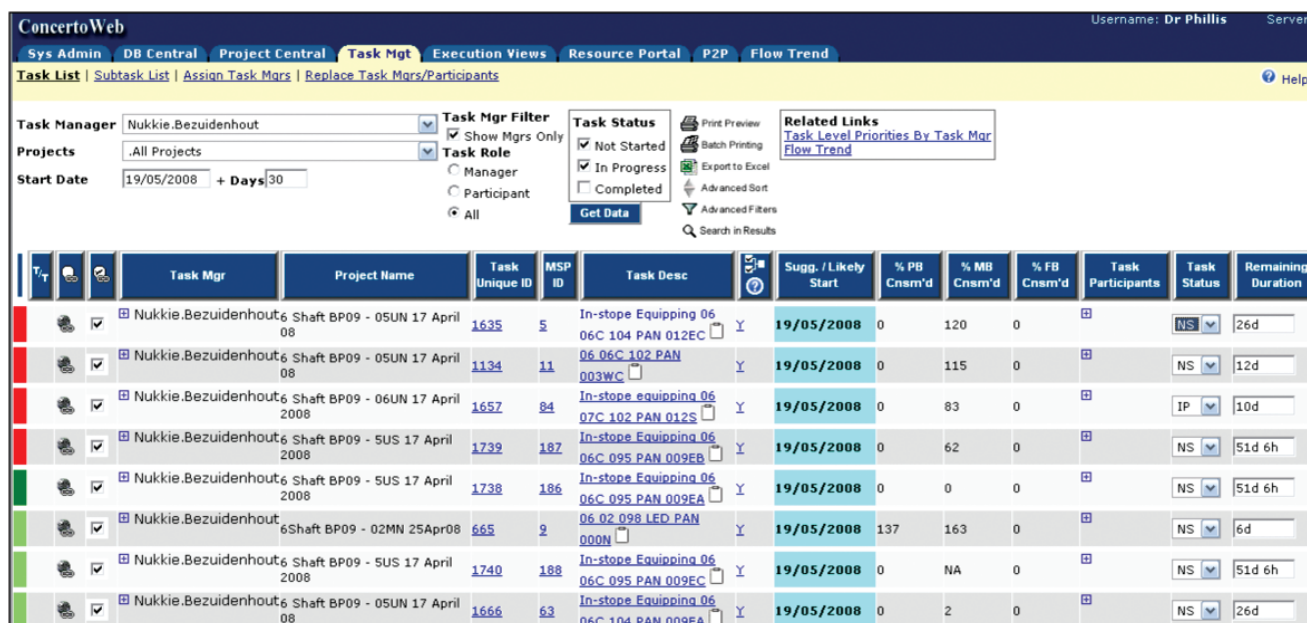 ConcertoWeb
Username: Dr Phillis Server
Sys Admin DB Central Project Central Task Mgt Execution Views Resource Portal P2P Flow Trend
Task List | Subtask List | Assign Task Mgrs | Replace Task Mgrs/Participants Help
Task Manager Nukkie.Bezuidenhout
Projects .All Projects
Start Date 19/05/2008 + Days 30
Task Mgr Filter
Show Mgrs Only
Task Role
Manager
Participant
All
Task Status
Not Started
In Progress
Completed
Get Data
Print Preview
Batch Printing
Export to Excel
Advanced Sort
Advanced Filters
Search in Results
Related Links
Task Level Priorities By Task Mgr
Flow Trend
T/T Task Mgr Project Name Task Unique ID MSP ID Task Desc Sugg. / Likely Start % PB Cnsm'd % MB Cnsm'd % FB Cnsm'd Task Participants Task Status Remaining Duration
Nukkie.Bezuidenhout 6 Shaft BP09 - 05UN 17 April 08 1635 5 In-stope Equipping 06 06C 104 PAN 012EC Y 19/05/2008 0 120 0 NS 26d
Nukkie.Bezuidenhout 6 Shaft BP09 - 05UN 17 April 08 1134 11 06 06C 102 PAN 003WC Y 19/05/2008 0 115 0 NS 12d
Nukkie.Bezuidenhout 6 Shaft BP09 - 06UN 17 April 2008 1657 84 In-stope equipping 06 07C 102 PAN 012S Y 19/05/2008 0 83 0 IP 10d
Nukkie.Bezuidenhout 6 Shaft BP09 - 5US 17 April 2008 1739 187 In-stope Equipping 06 06C 095 PAN 009EB Y 19/05/2008 0 62 0 NS 51d 6h
Nukkie.Bezuidenhout 6 Shaft BP09 - 5US 17 April 2008 1738 186 In-stope Equipping 06 06C 095 PAN 009EA Y 19/05/2008 0 0 0 NS 51d 6h
Nukkie.Bezuidenhout 6Shaft BP09 - 02MN 25Apr08 665 9 06 02 098 LED PAN 000N Y 19/05/2008 137 163 0 NS 6d
Nukkie.Bezuidenhout 6 Shaft BP09 - 5US 17 April 2008 1740 188 In-stope Equipping 06 06C 095 PAN 009EC Y 19/05/2008 0 NA 0 NS 51d 6h
Nukkie.Bezuidenhout 6 Shaft BP09 - 05UN 17 April 08 1666 63 In-stope Equipping 06 06C 104 PAN 009EA Y 19/05/2008 0 2 0 NS 26d